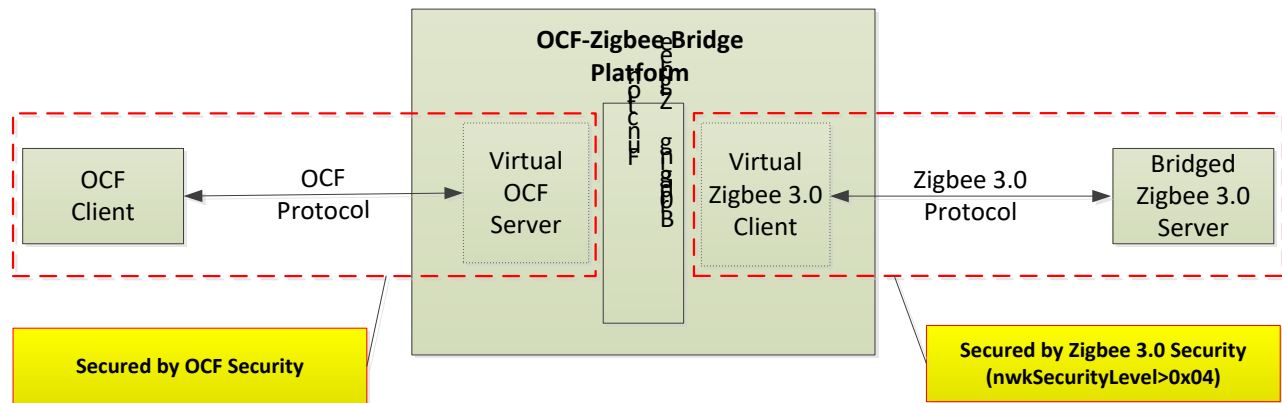 OCF-Zigbee Bridge
Platform
Function
OCF
Client
OCF
Protocol
Virtual
OCF
Server
Virtual
Zigbee 3.0
Client
Zigbee 3.0
Protocol
Bridged
Zigbee 3.0
Server
Secured by OCF Security
Secured by Zigbee 3.0 Security
(nwkSecurityLevel>0x04)